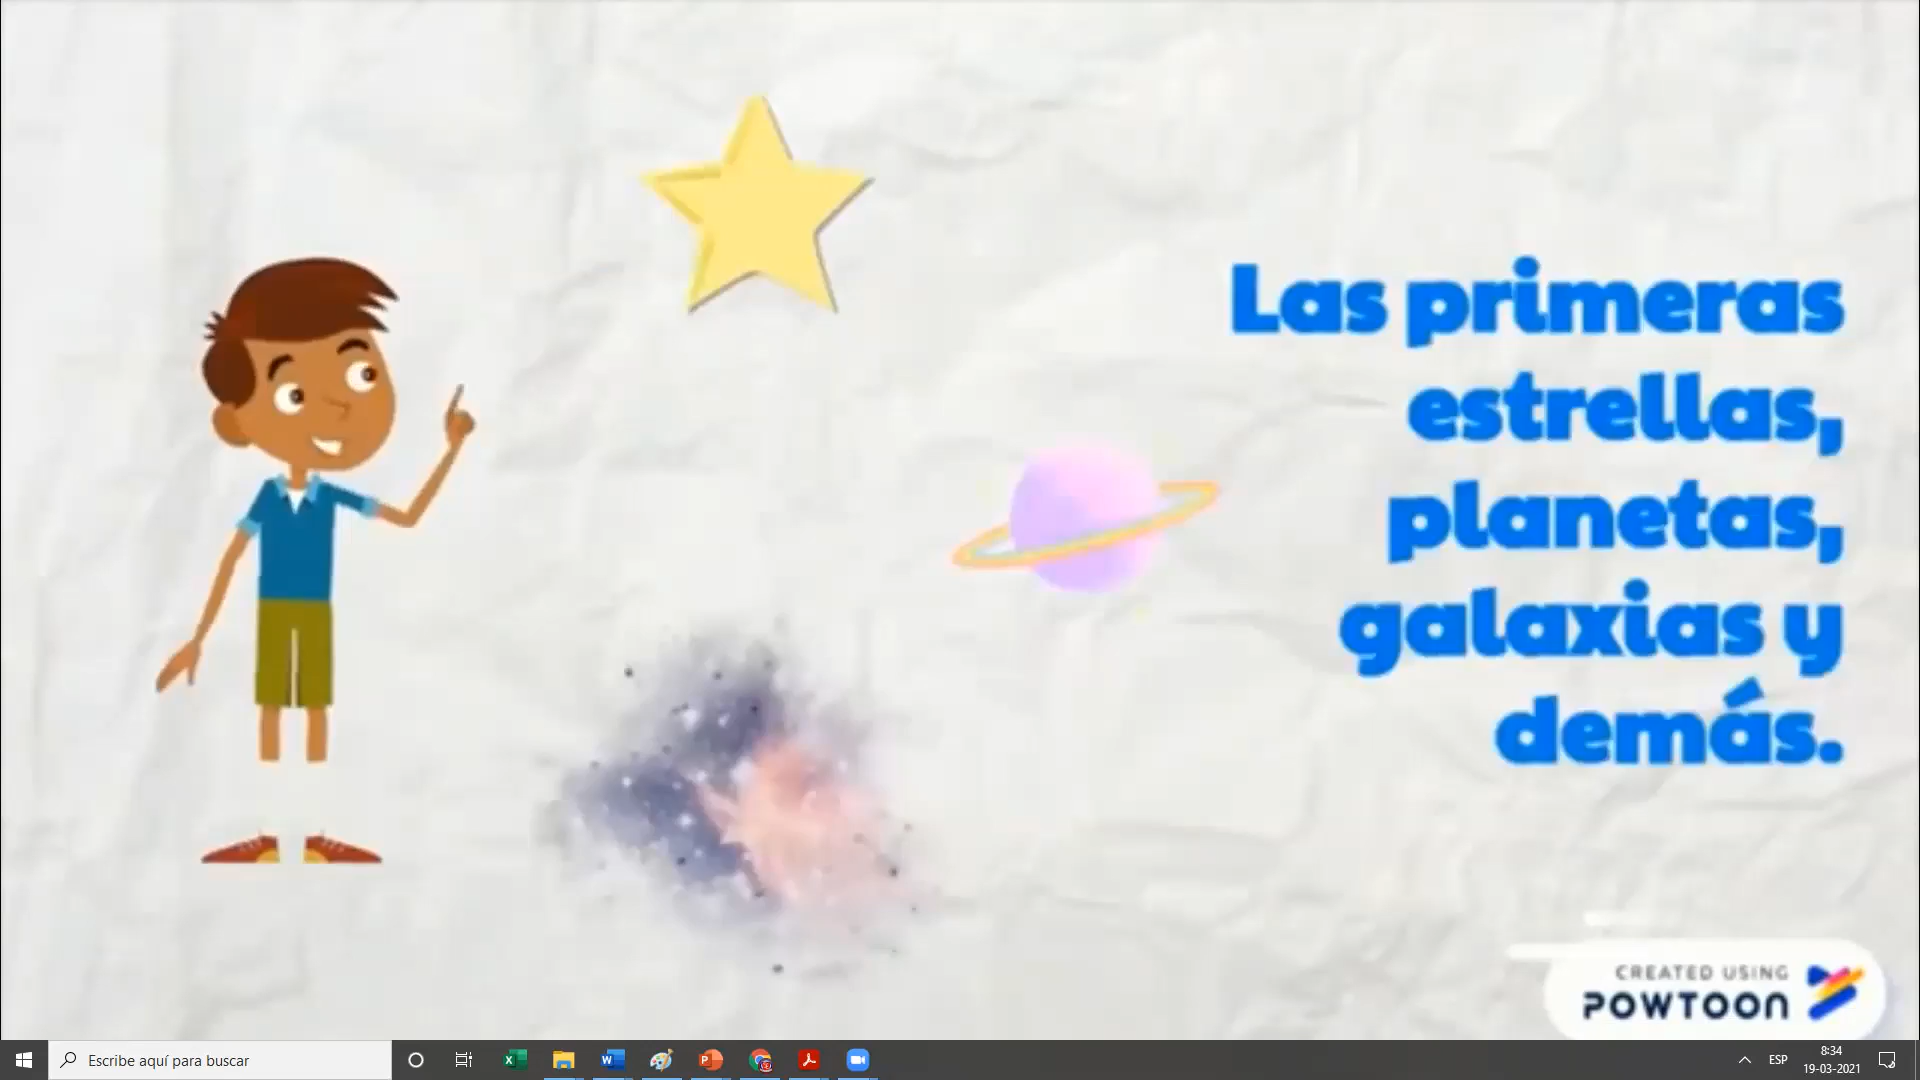 Las primeras
estrellas,
planetas,
galaxias y
demás.
CREATED USING
POWTOON
Escribe aquí para buscar
ESP
8:34
19-03-2021